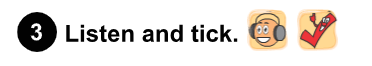 3 Listen and tick.